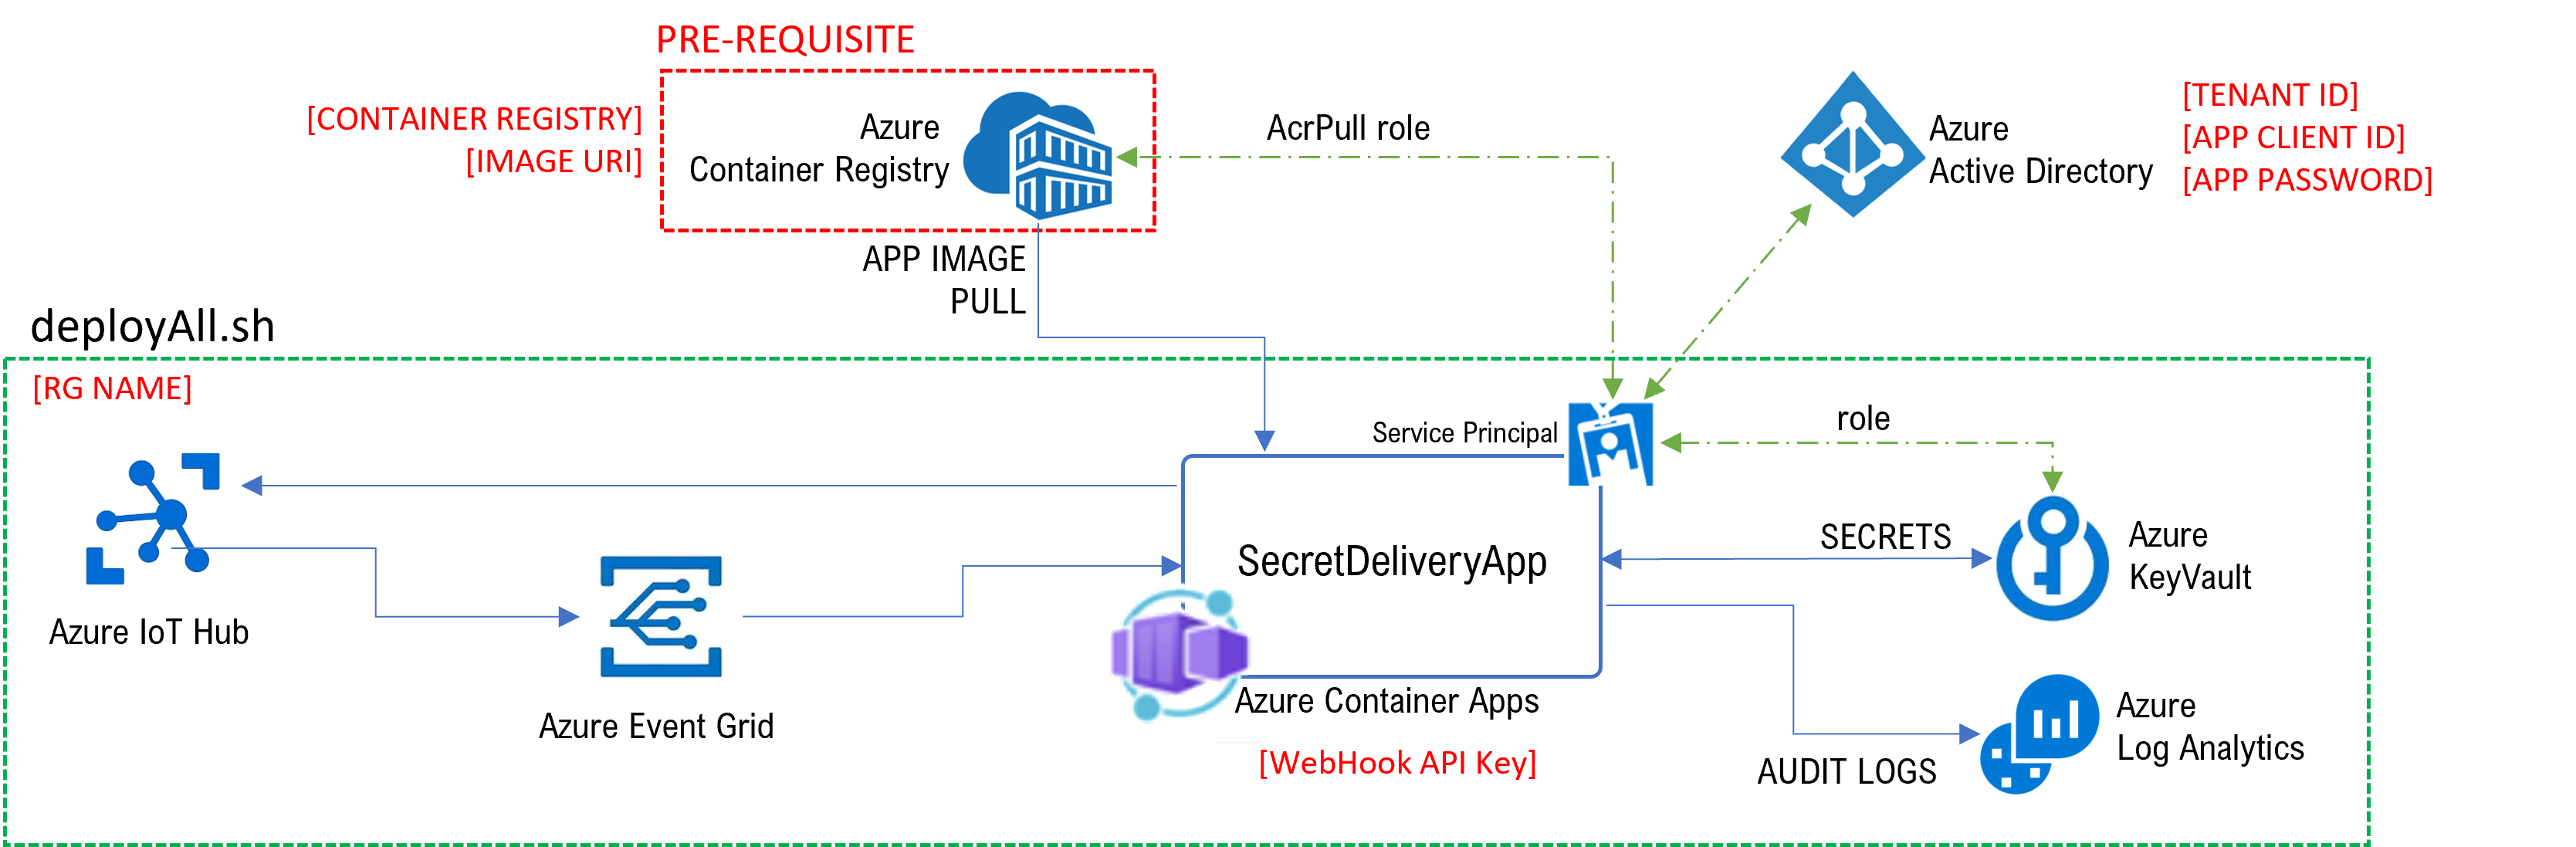 PRE-REQUISITE
[CONTAINER REGISTRY]
[IMAGE URI]
Azure
Container Registry
AcrPull role
Azure
Active Directory
[TENANT ID]
[APP CLIENT ID]
[APP PASSWORD]
APP IMAGE
PULL
deployAll.sh
[RG NAME]
Service Principal
role
SecretDeliveryApp
SECRETS
Azure
KeyVault
Azure IoT Hub
Azure Event Grid
Azure Container Apps
[WebHook API Key]
AUDIT LOGS
Azure
Log Analytics